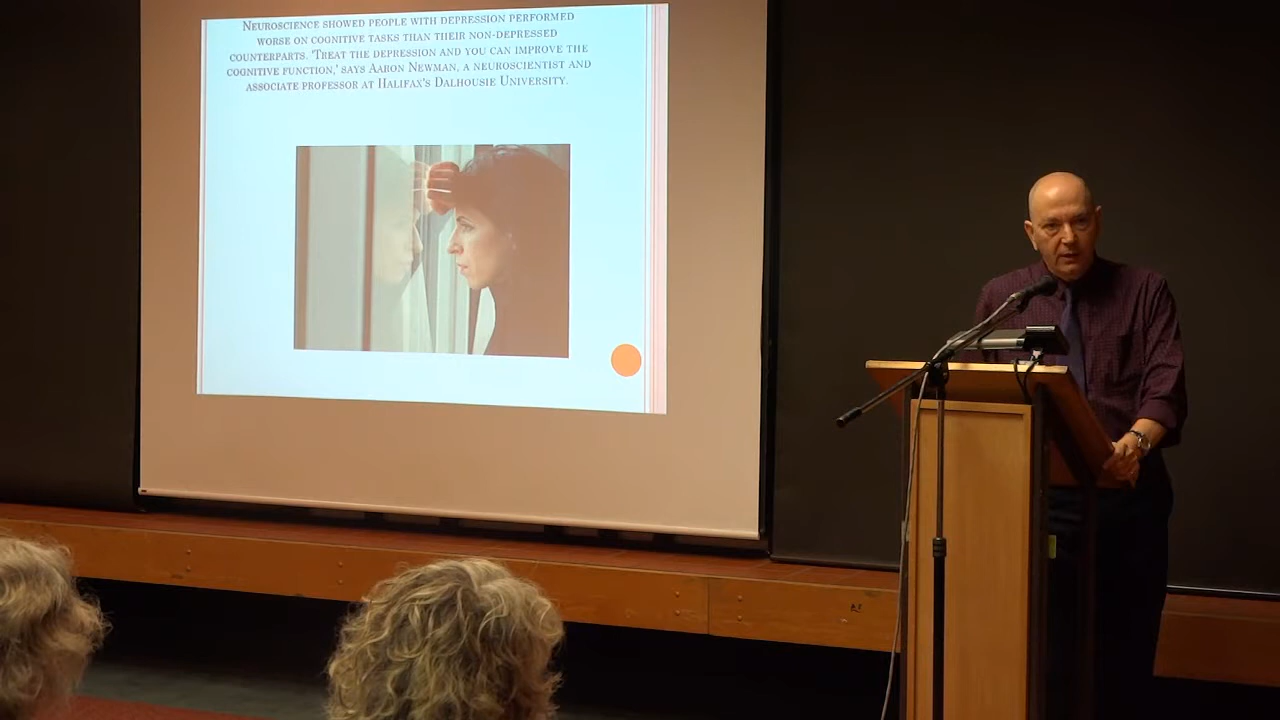 NEUROSCIENCE SHOWED PEOPLE WITH DEPRESSION PERFORMED
WORSE ON COGNITIVE TASKS THAN THEIR NON-DEPRESSED
COUNTERPARTS. 'TREAT THE DEPRESSION AND YOU CAN IMPROVE THE
COGNITIVE FUNCTION,' SAYS AARON NEWMAN, A NEUROSCIENTIST AND
ASSOCIATE PROFESSOR AT HALIFAX'S DALHOUSIE UNIVERSITY.